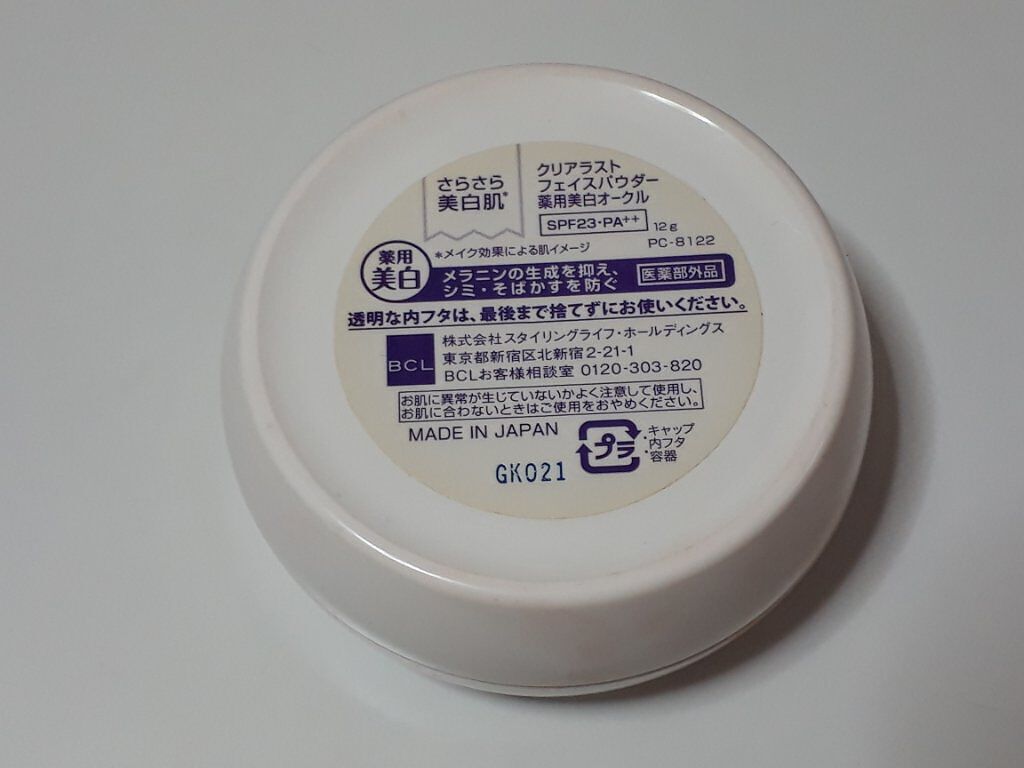 さらさら
美白肌*
クリアラスト
フェイスパウダー
薬用美白オークル
SPF23・PA++ 12g
PC-8122
*メイク効果による肌イメージ
薬用
美白
メラニンの生成を抑え、
シミ・そばかすを防ぐ
医薬部外品
透明な内フタは、最後まで捨てずにお使いください。
BCL
株式会社スタイリングライフ・ホールディングス
東京都新宿区北新宿2-21-1
BCLお客様相談室 0120-303-820
お肌に異常が生じていないかよく注意して使用し、
お肌に合わないときはご使用をおやめください。
MADE IN JAPAN
プラ
・キャップ
・内フタ
・容器
GK021